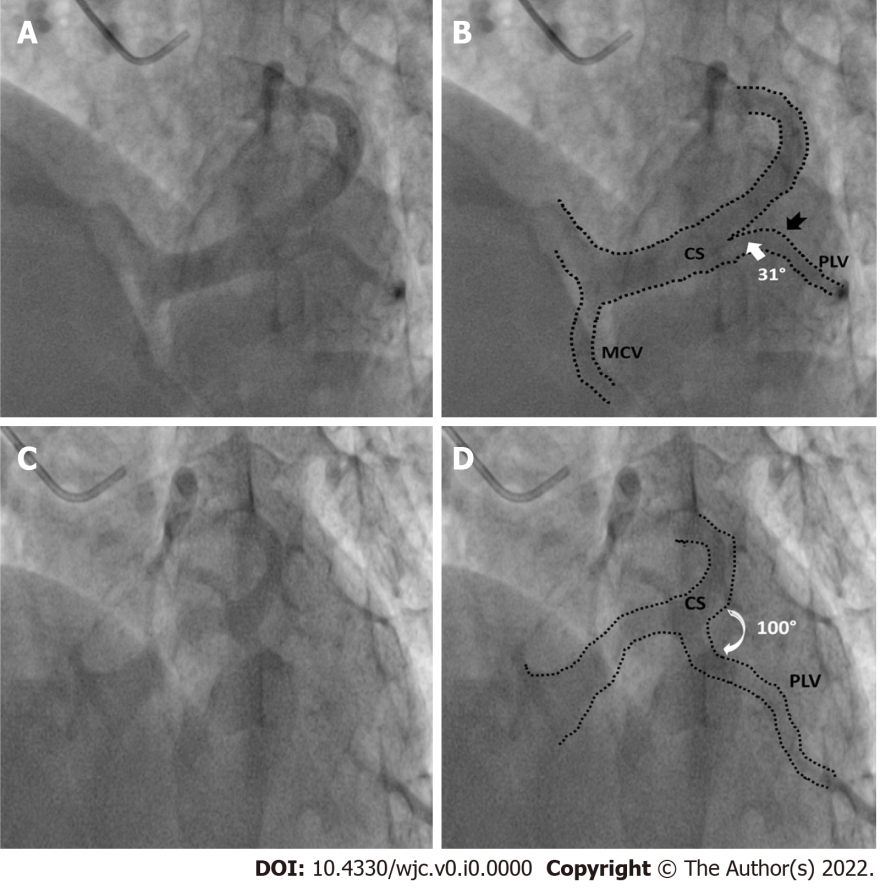 A
B
CS
PLV
31°
MCV
C
D
CS
100°
PLV
DOI: 10.4330/wjc.v0.i0.0000 Copyright © The Author(s) 2022.